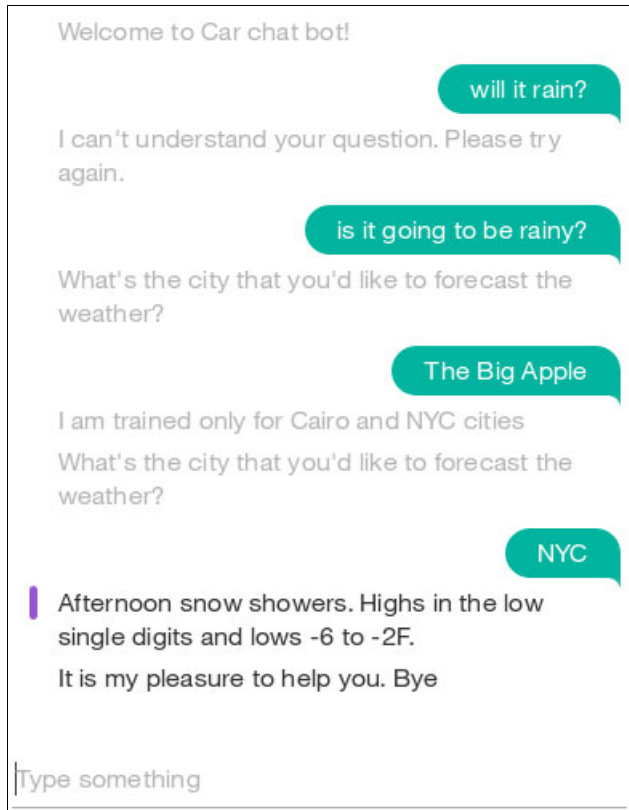 Welcome to Car chat bot!
will it rain?
I can't understand your question. Please try
again.
is it going to be rainy?
What's the city that you'd like to forecast the
weather?
The Big Apple
I am trained only for Cairo and NYC cities
What's the city that you'd like to forecast the
weather?
NYC
Afternoon snow showers. Highs in the low
single digits and lows -6 to -2F.
It is my pleasure to help you. Bye
Type something